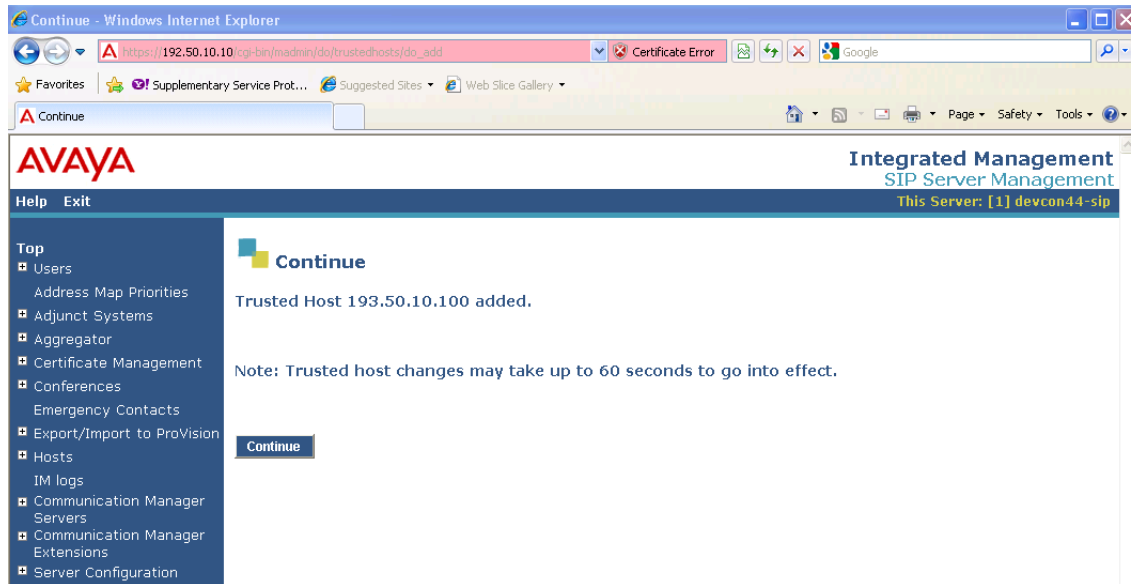 Continue - Windows Internet Explorer
https://192.50.10.10/cgi-bin/madmin/do/trustedhosts/do_add
Certificate Error
Google
Favorites
Supplementary Service Prot...
Suggested Sites
Web Slice Gallery
Continue
Page
Safety
Tools
AVAYA
Integrated Management
SIP Server Management
Help Exit
This Server: [1] devcon44-sip
Top
Users
Address Map Priorities
Adjunct Systems
Aggregator
Certificate Management
Conferences
Emergency Contacts
Export/Import to ProVision
Hosts
IM logs
Communication Manager
Servers
Communication Manager
Extensions
Server Configuration
Continue
Trusted Host 193.50.10.100 added.
Note: Trusted host changes may take up to 60 seconds to go into effect.
Continue